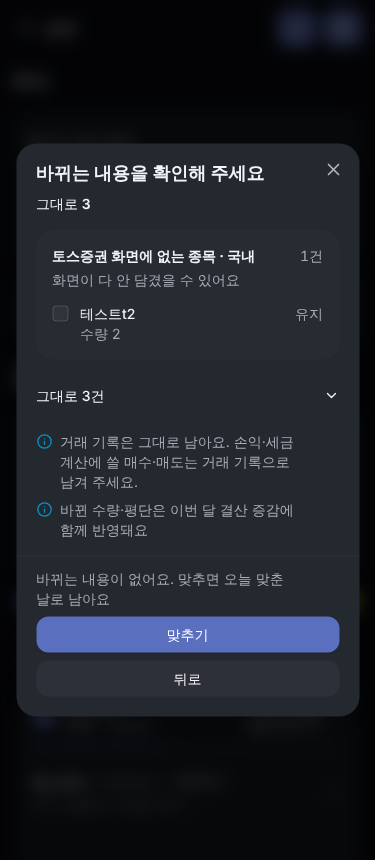 바뀌는 내용을 확인해 주세요
그대로 3
토스증권 화면에 없는 종목 · 국내
1건
화면이 다 안 담겼을 수 있어요
테스트t2
유지
수량 2
그대로 3건
거래 기록은 그대로 남아요. 손익·세금
계산에 쓸 매수·매도는 거래 기록으로
남겨 주세요.
바뀐 수량·평단은 이번 달 결산 증감에
함께 반영돼요
바뀌는 내용이 없어요. 맞추면 오늘 맞춘
날로 남아요
맞추기
뒤로